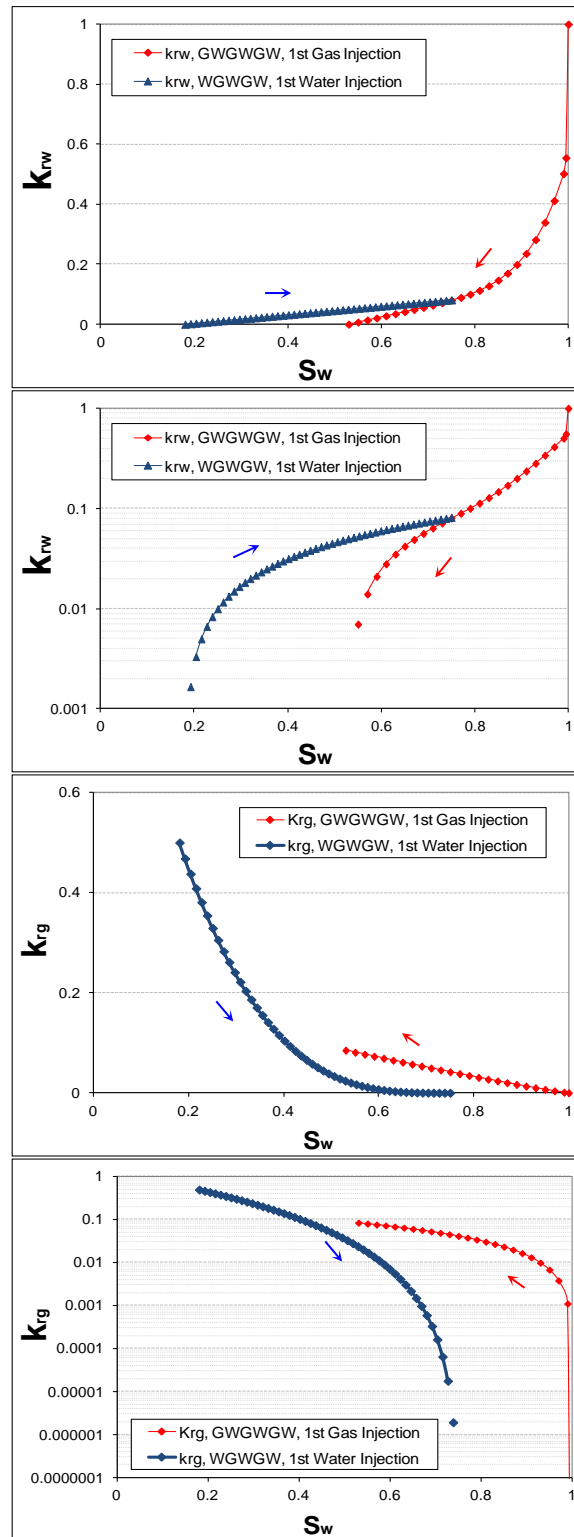 1
krw, GWGWGW, 1st Gas Injection
krw, WGWGW, 1st Water Injection
0.8
0.6
krw
0.4
0.2
0
0 0.2 0.4 0.6 0.8 1
Sw
1
krw, GWGWGW, 1st Gas Injection
krw, WGWGW, 1st Water Injection
0.1
krw
0.01
0.001
0 0.2 0.4 0.6 0.8 1
Sw
0.6
Krg, GWGWGW, 1st Gas Injection
krg, WGWGW, 1st Water Injection
0.4
krg
0.2
0
0 0.2 0.4 0.6 0.8 1
Sw
1
0.1
0.01
0.001
krg
0.0001
0.00001
0.000001
Krg, GWGWGW, 1st Gas Injection
krg, WGWGW, 1st Water Injection
0.0000001
0 0.2 0.4 0.6 0.8 1
Sw